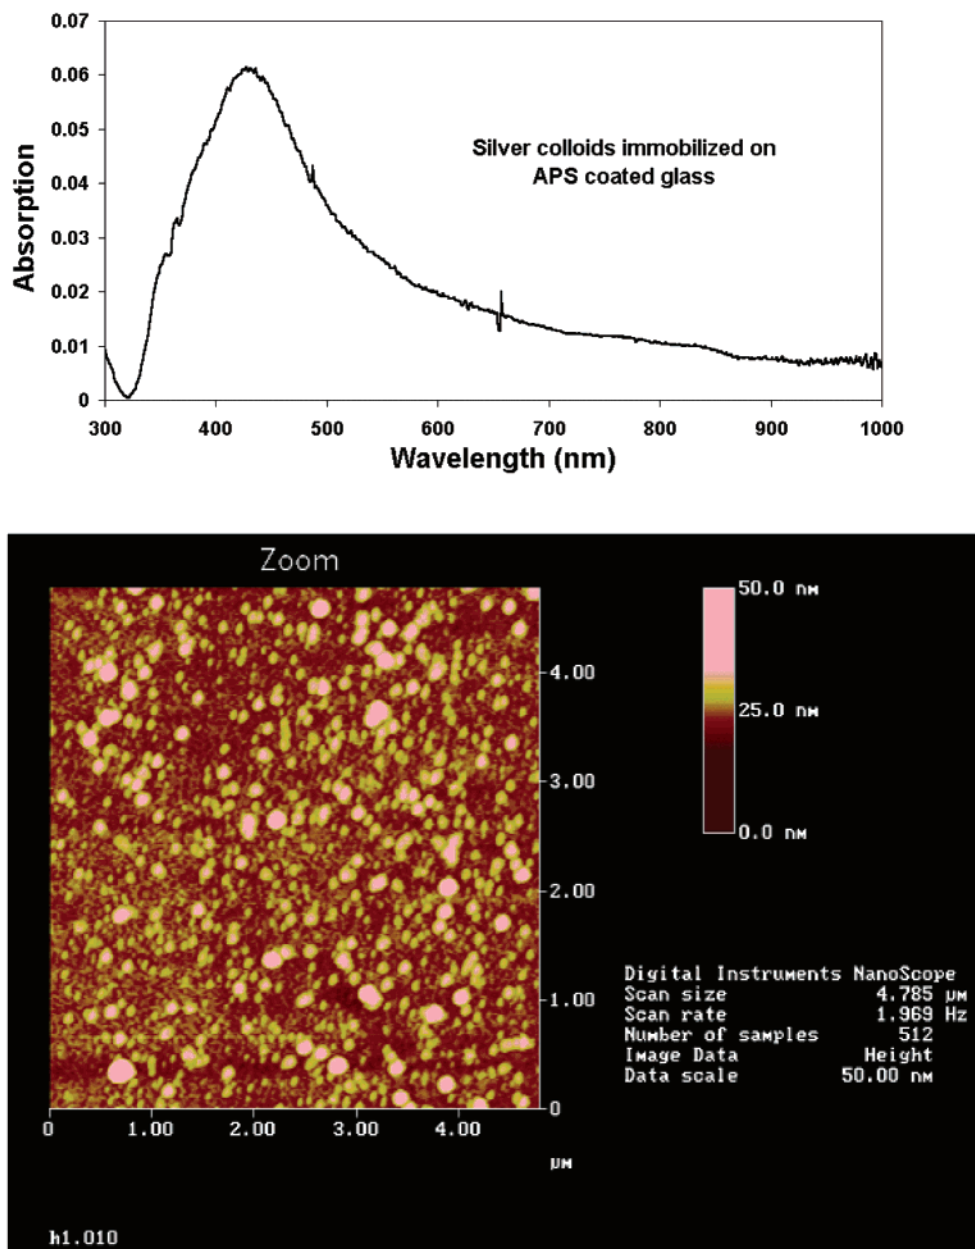 0.07
0.06
0.05
0.04
0.03
0.02
0.01
0
Absorption
Silver colloids immobilized on
APS coated glass
300 400 500 600 700 800 900 1000
Wavelength (nm)
Zoom
50.0 nm
25.0 nm
0.0 nm
4.00
3.00
2.00
1.00
0
0 1.00 2.00 3.00 4.00
μm
Digital Instruments NanoScope
Scan size 4.785 μm
Scan rate 1.969 Hz
Number of samples 512
Image Data Height
Data scale 50.00 nm
h1.010